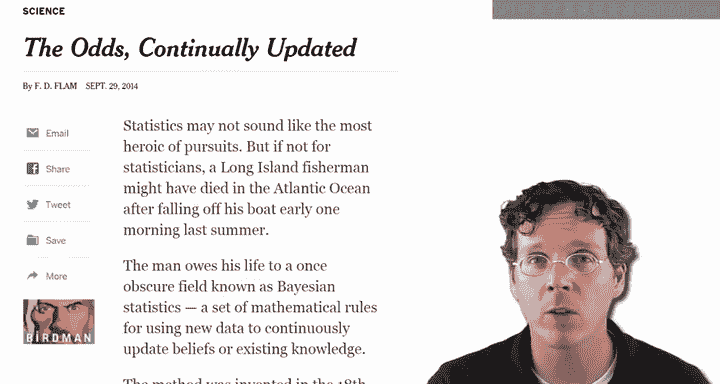 SCIENCE
The Odds, Continually Updated
By F. D. FLAM SEPT. 29, 2014
Email
Share
Tweet
Save
More
BIRDMAN
Statistics may not sound like the most
heroic of pursuits. But if not for
statisticians, a Long Island fisherman
might have died in the Atlantic Ocean
after falling off his boat early one
morning last summer.
The man owes his life to a once
obscure field known as Bayesian
statistics — a set of mathematical rules
for using new data to continuously
update beliefs or existing knowledge.
The method was invented in the 18th